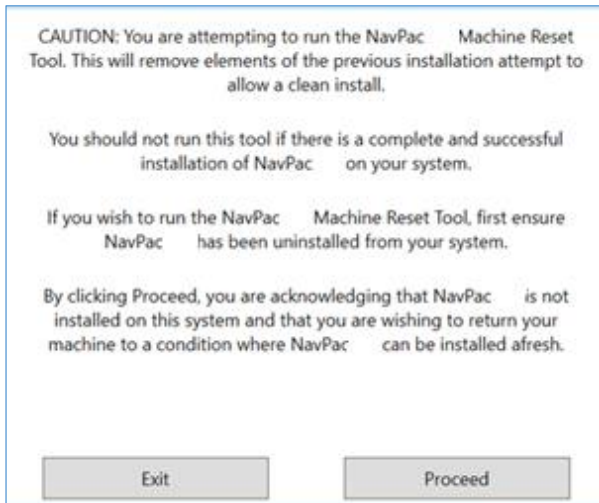 CAUTION: You are attempting to run the NavPac Machine Reset
Tool. This will remove elements of the previous installation attempt to
allow a clean install.
You should not run this tool if there is a complete and successful
installation of NavPac on your system.
If you wish to run the NavPac Machine Reset Tool, first ensure
NavPac has been uninstalled from your system.
By clicking Proceed, you are acknowledging that NavPac is not
installed on this system and that you are wishing to return your
machine to a condition where NavPac can be installed afresh.
Exit
Proceed